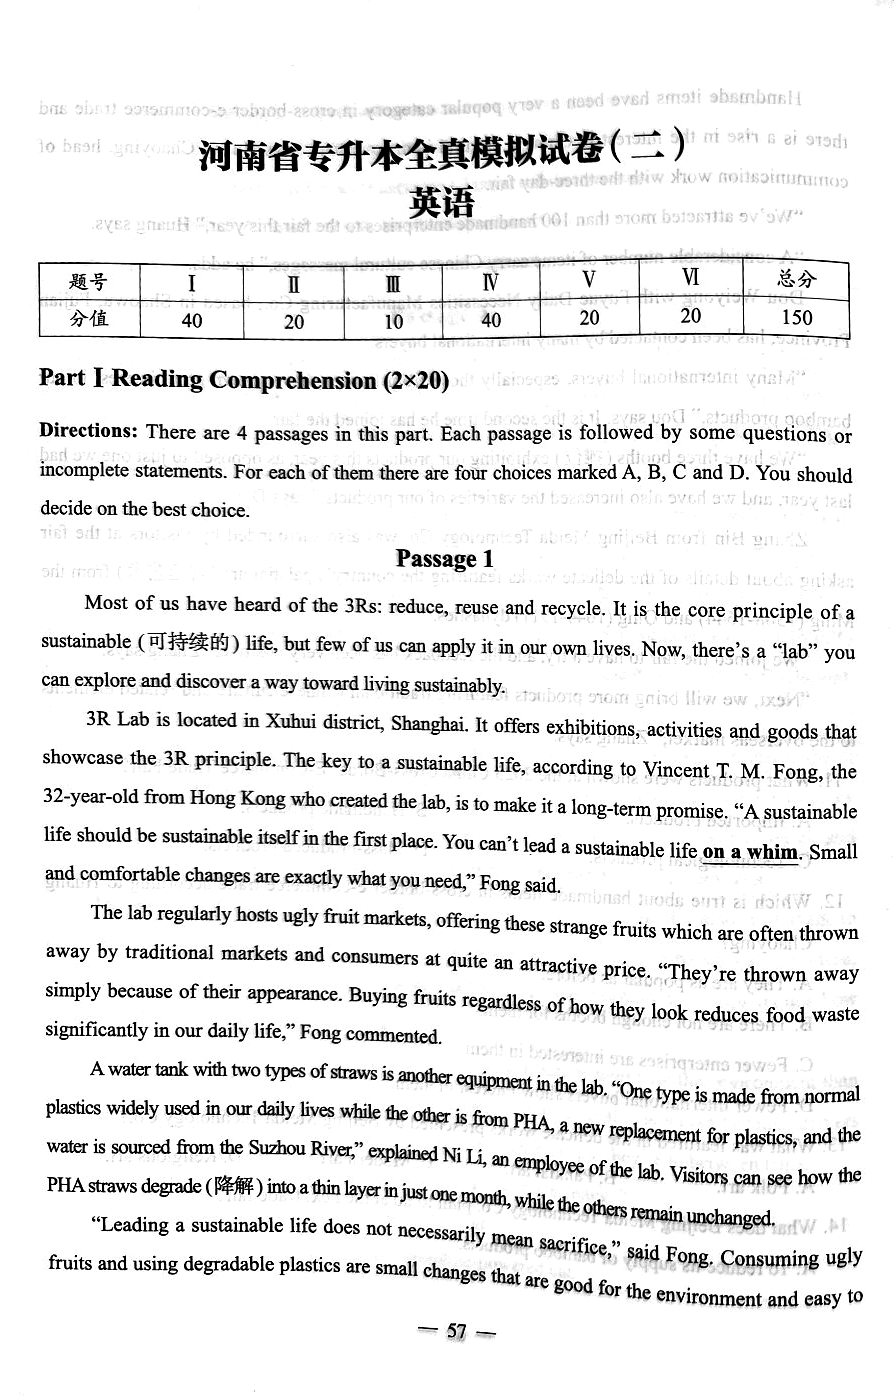 河南省专升本全真模拟试卷(二)
英语
题号 Ⅰ Ⅱ Ⅲ Ⅳ Ⅴ Ⅵ 总分
分值 40 20 10 40 20 20 150
Part Ⅰ Reading Comprehension (2×20)
Directions: There are 4 passages in this part. Each passage is followed by some questions or
incomplete statements. For each of them there are four choices marked A, B, C and D. You should
decide on the best choice.
Passage 1
Most of us have heard of the 3Rs: reduce, reuse and recycle. It is the core principle of a
sustainable (可持续的) life, but few of us can apply it in our own lives. Now, there's a “lab” you
can explore and discover a way toward living sustainably.
3R Lab is located in Xuhui district, Shanghai. It offers exhibitions, activities and goods that
showcase the 3R principle. The key to a sustainable life, according to Vincent T. M. Fong, the
32-year-old from Hong Kong who created the lab, is to make it a long-term promise. “A sustainable
life should be sustainable itself in the first place. You can't lead a sustainable life on a whim. Small
and comfortable changes are exactly what you need,” Fong said.
The lab regularly hosts ugly fruit markets, offering these strange fruits which are often thrown
away by traditional markets and consumers at quite an attractive price. “They're thrown away
simply because of their appearance. Buying fruits regardless of how they look reduces food waste
significantly in our daily life,” Fong commented.
A water tank with two types of straws is another equipment in the lab. “One type is made from normal
plastics widely used in our daily lives while the other is from PHA, a new replacement for plastics, and the
water is sourced from the Suzhou River,” explained Ni Li, an employee of the lab. Visitors can see how the
PHA straws degrade (降解) into a thin layer in just one month, while the others remain unchanged.
“Leading a sustainable life does not necessarily mean sacrifice,” said Fong. Consuming ugly
fruits and using degradable plastics are small changes that are good for the environment and easy to
— 57 —